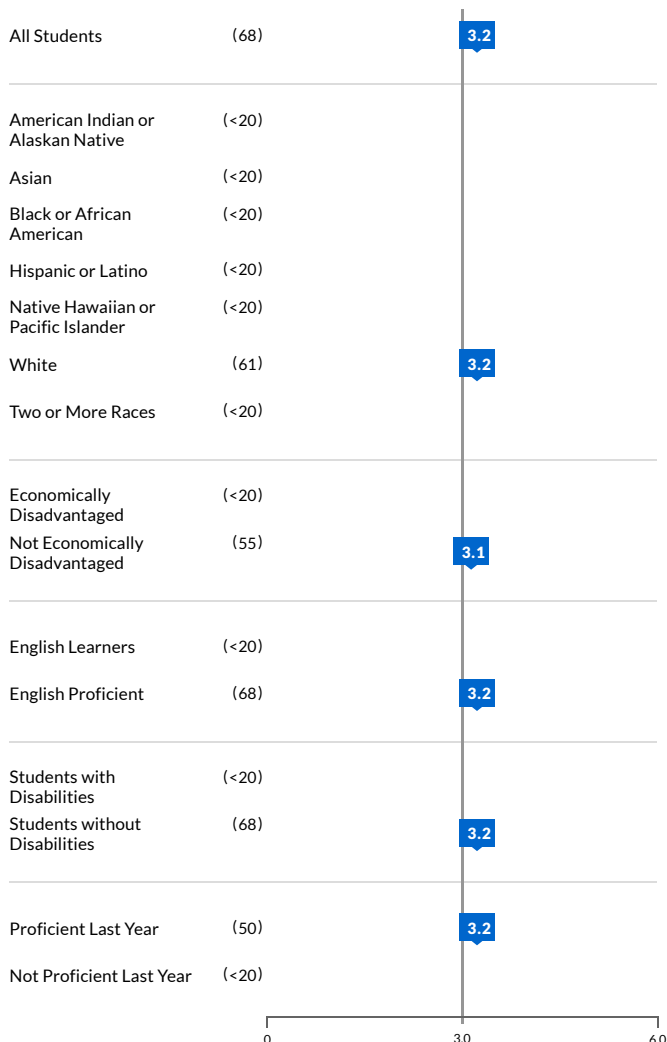 All Students (68) 3.2
American Indian or (<20)
Alaskan Native
Asian (<20)
Black or African (<20)
American
Hispanic or Latino (<20)
Native Hawaiian or (<20)
Pacific Islander
White (61) 3.2
Two or More Races (<20)
Economically (<20)
Disadvantaged
Not Economically (55) 3.1
Disadvantaged
English Learners (<20)
English Proficient (68) 3.2
Students with (<20)
Disabilities
Students without (68) 3.2
Disabilities
Proficient Last Year (50) 3.2
Not Proficient Last Year (<20)
0 3.0 6.0